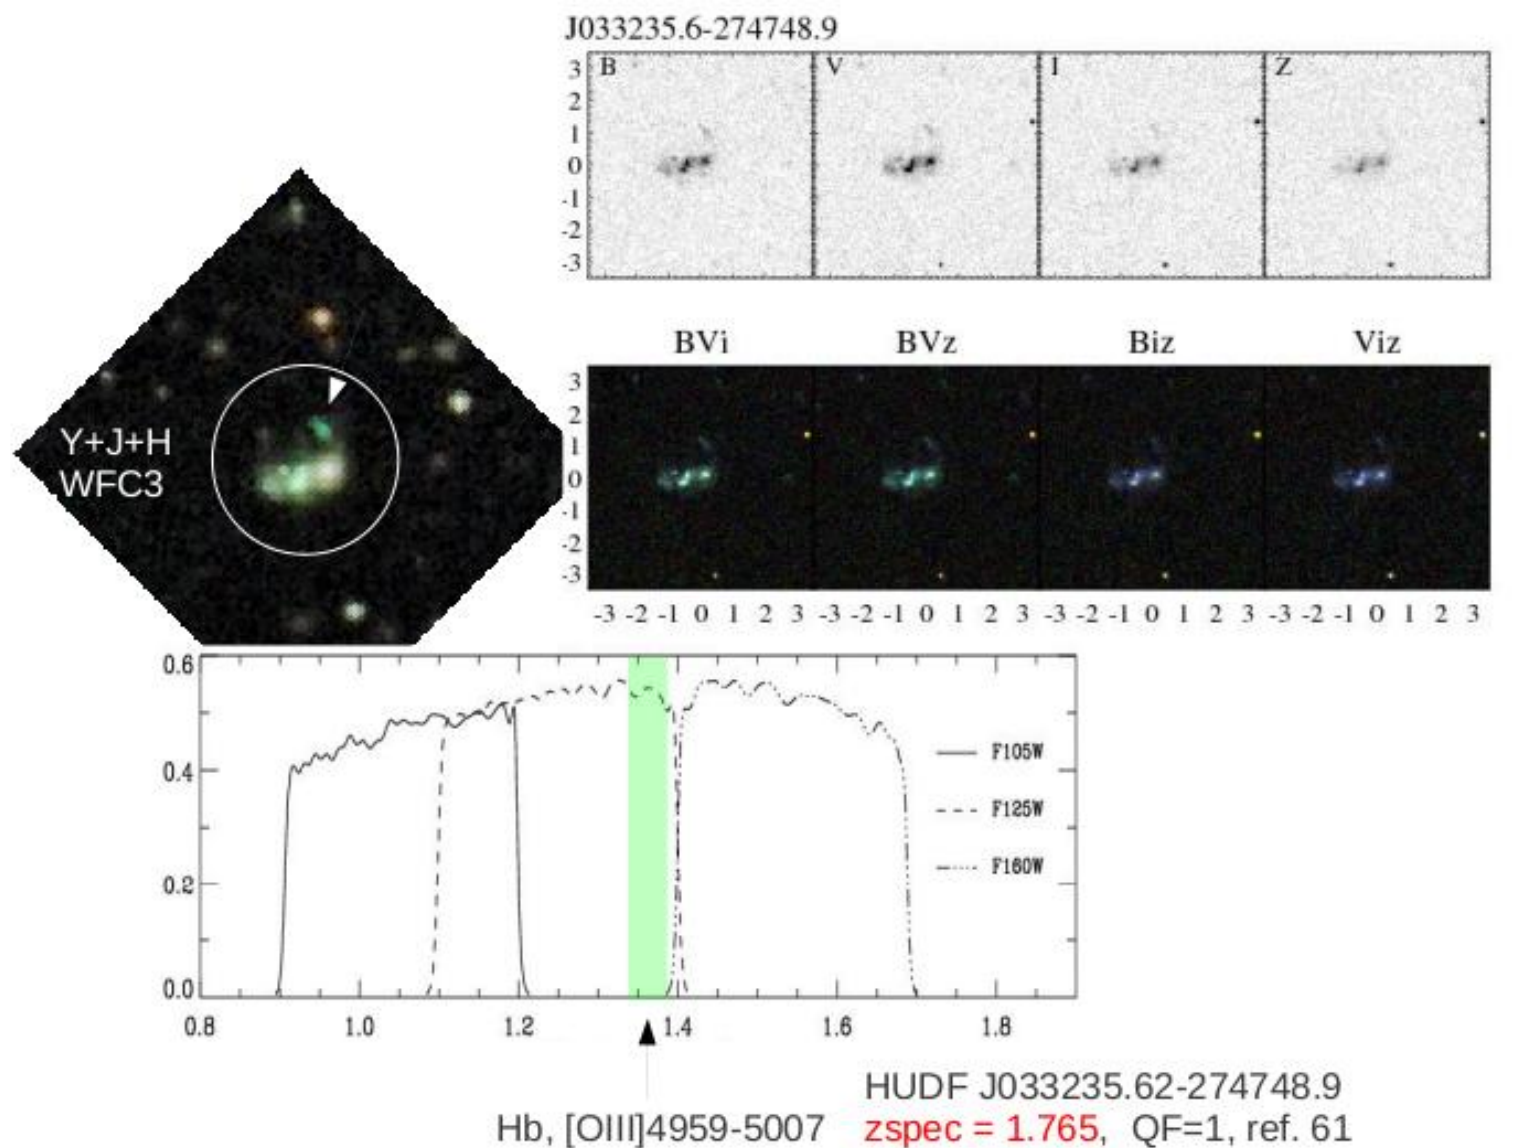 J033235.6-274748.9
B V I Z
3
2
1
0
-1
-2
-3
BVi BVz Biz Viz
3
2
1
0
-1
-2
-3
-3 -2 -1 0 1 2 3 -3 -2 -1 0 1 2 3 -3 -2 -1 0 1 2 3 -3 -2 -1 0 1 2 3
Y+J+H
WFC3
0.6
0.4
0.2
0.0
F105W
F125W
F160W
0.8 1.0 1.2 1.4 1.6 1.8
HUDF J033235.62-274748.9
Hb, [OIII]4959-5007 zspec = 1.765, QF=1, ref. 61